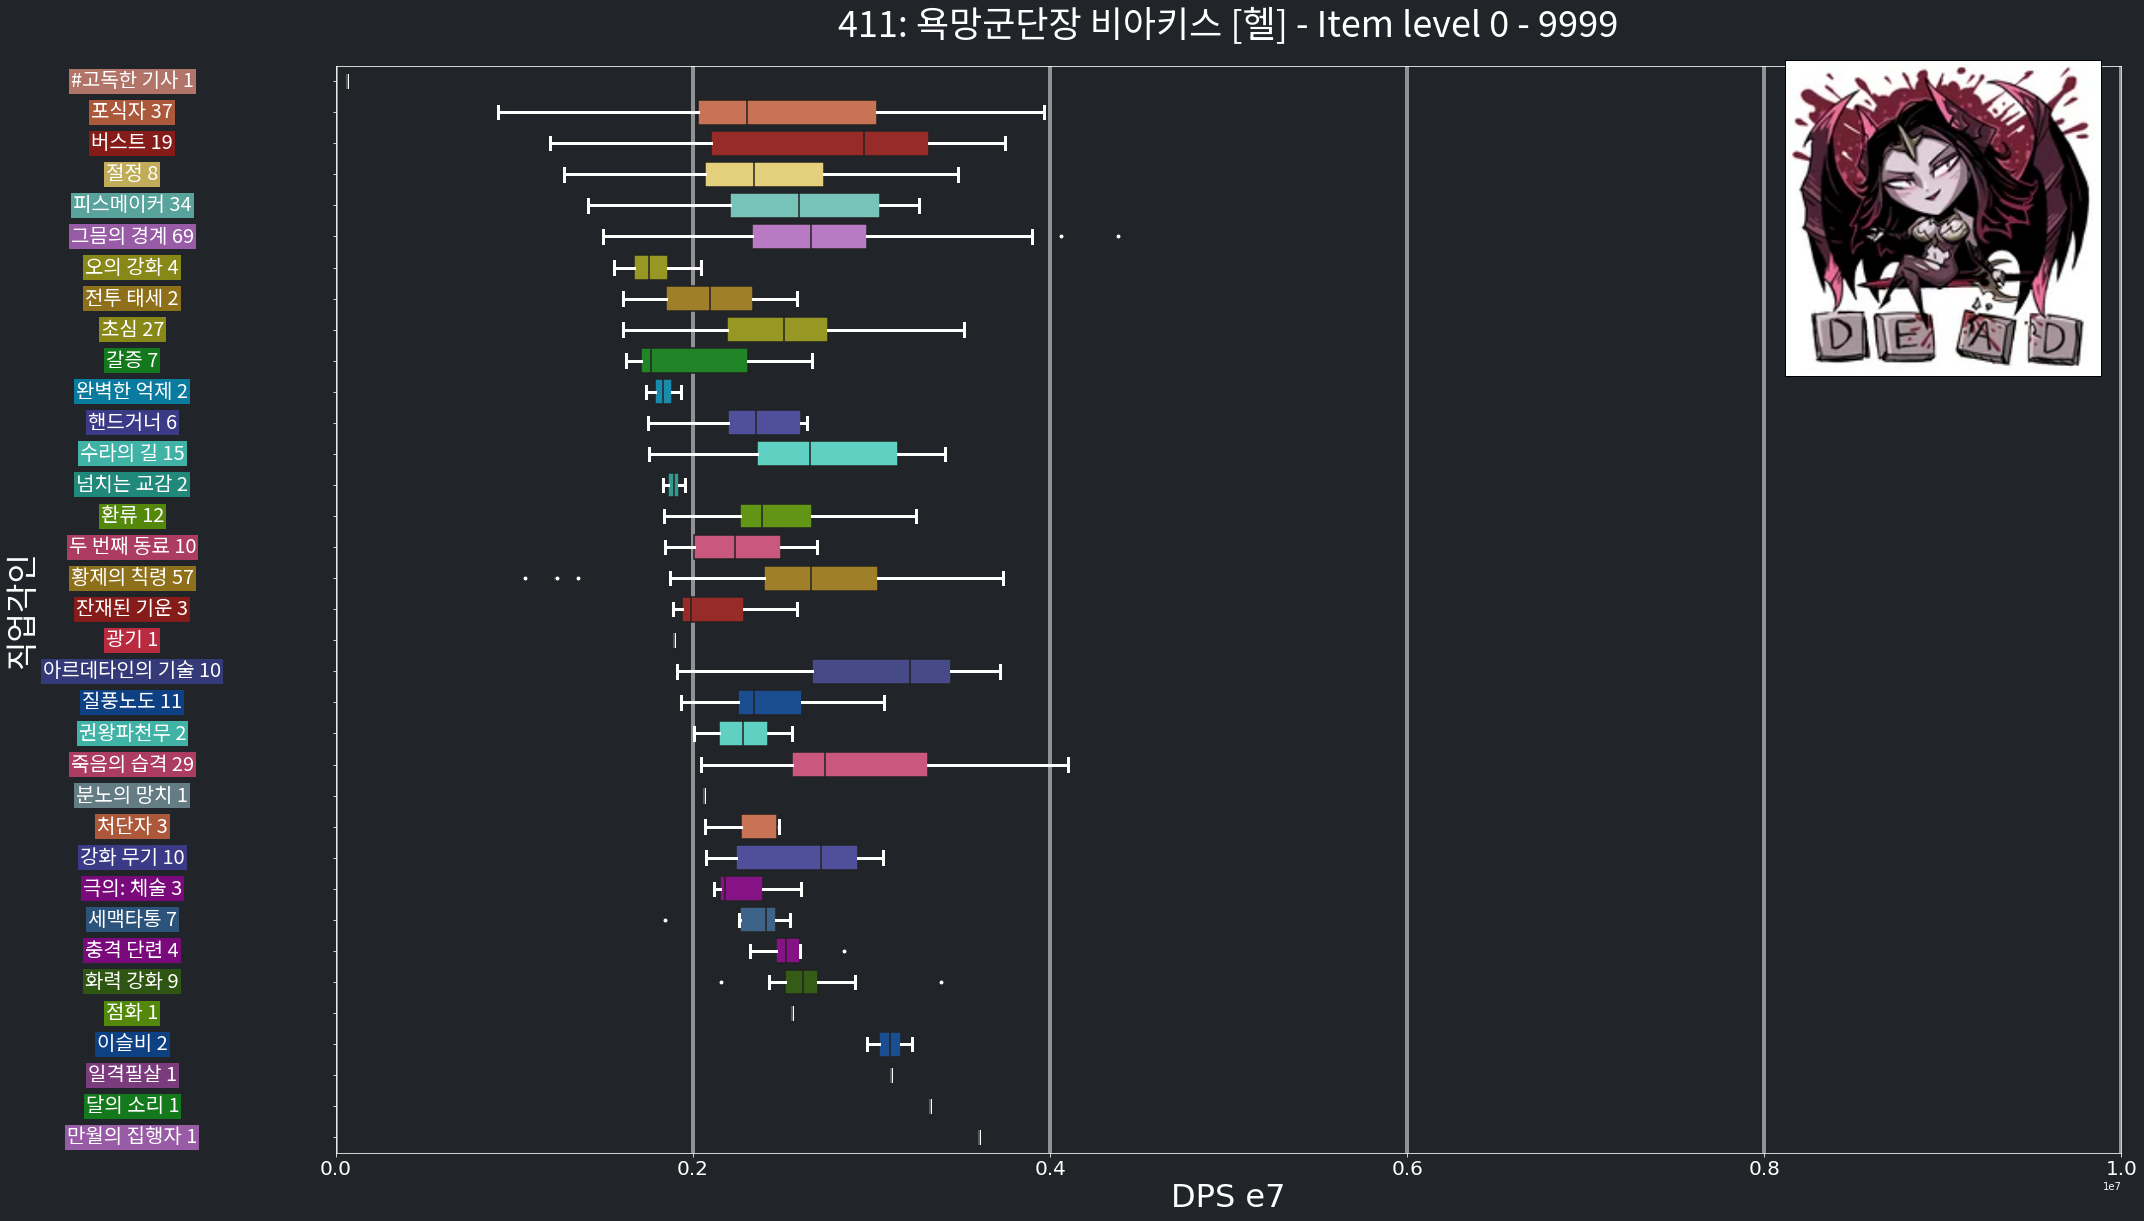 411: 욕망군단장 비아키스 [헬] - Item level 0 - 9999
#고독한 기사 1
포식자 37
버스트 19
절정 8
피스메이커 34
그믐의 경계 69
오의 강화 4
전투 태세 2
초심 27
갈증 7
완벽한 억제 2
핸드거너 6
수라의 길 15
넘치는 교감 2
환류 12
두 번째 동료 10
황제의 칙령 57
잔재된 기운 3
광기 1
아르데타인의 기술 10
질풍노도 11
권왕파천무 2
죽음의 습격 29
분노의 망치 1
처단자 3
강화 무기 10
극의: 체술 3
세맥타통 7
충격 단련 4
화력 강화 9
점화 1
이슬비 2
일격필살 1
달의 소리 1
만월의 집행자 1
직업각인
DEAD
0.0 0.2 0.4 0.6 0.8 1.0
1e7
DPS e7